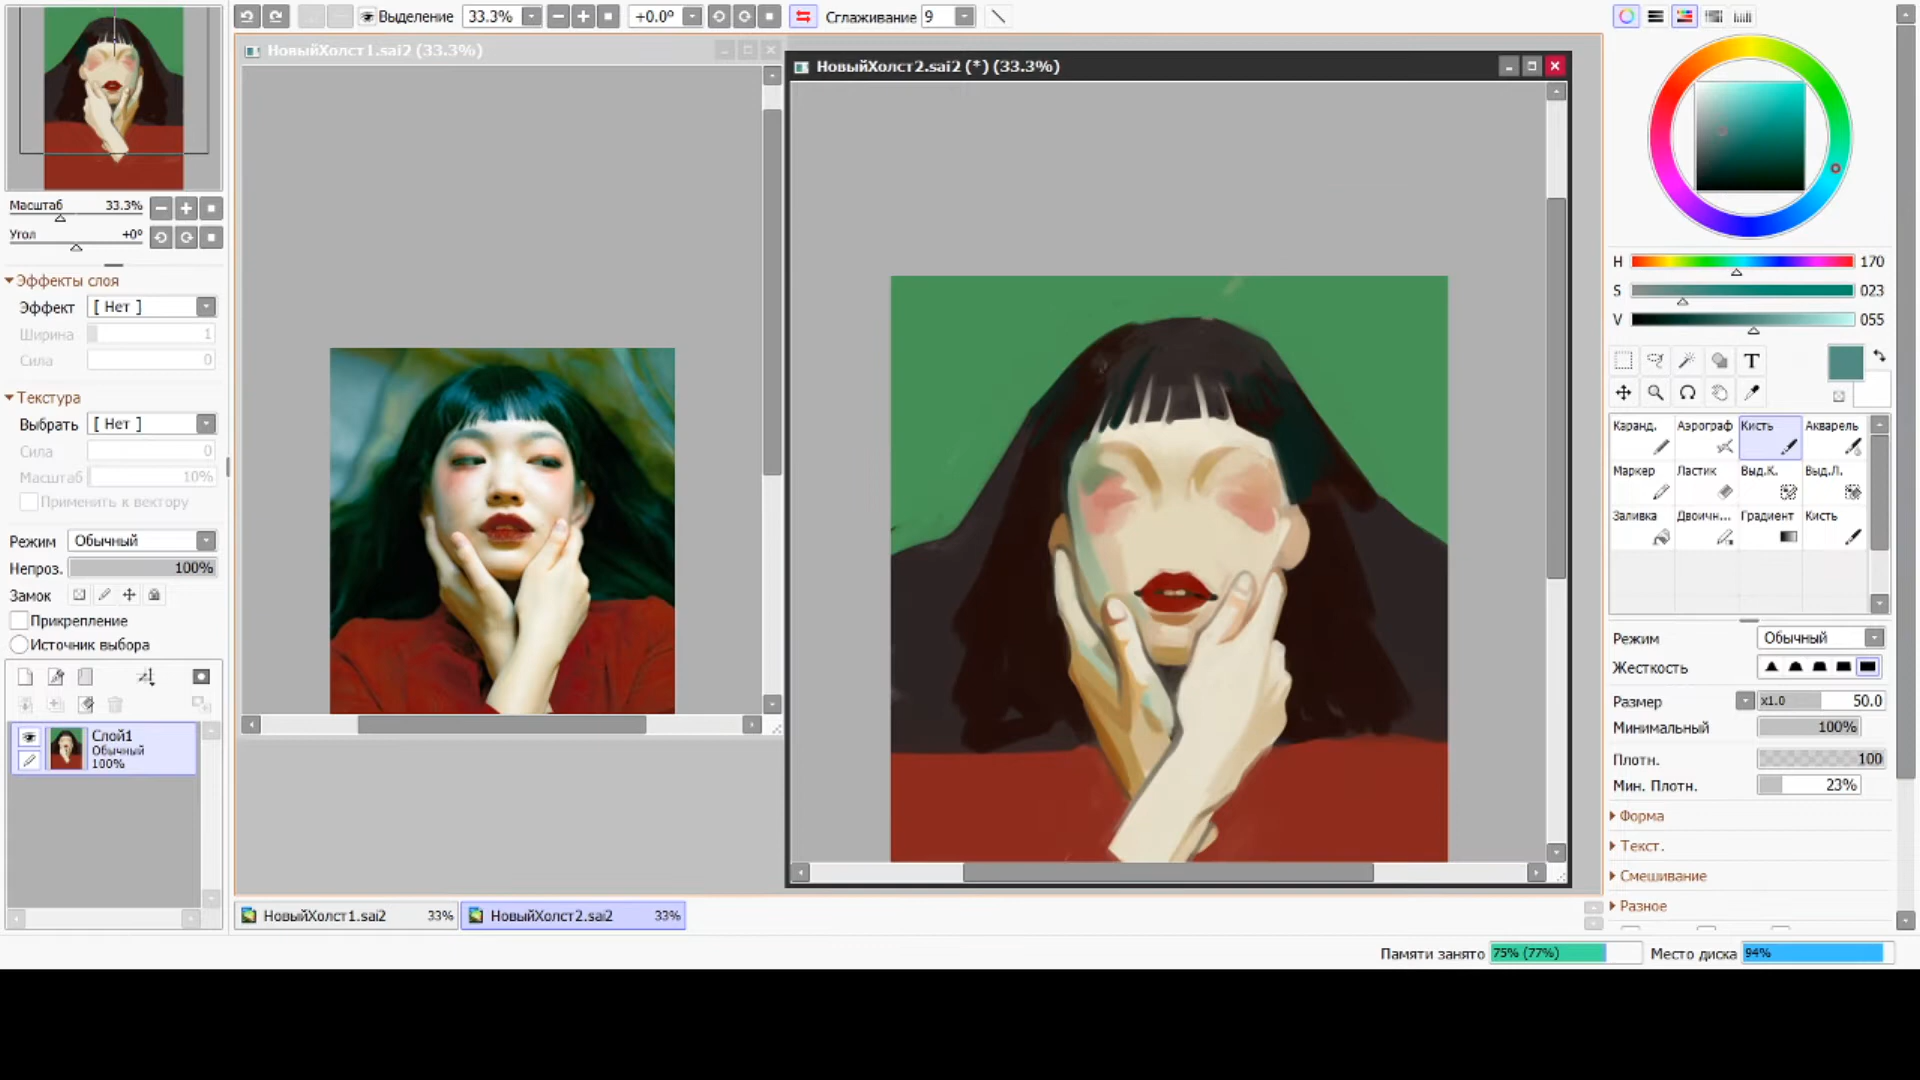 Выделение 33.3% +0.0º Сглаживание 9
НовыйХолст1.sai2 (33.3%)
НовыйХолст2.sai2 (*) (33.3%)
Масштаб 33.3%
Угол +0º
Эффекты слоя
Эффект [ Нет ]
Ширина 1
Сила 0
Текстура
Выбрать [ Нет ]
Сила 0
Масштаб 10%
Применить к вектору
Режим Обычный
Непроз. 100%
Замок
Прикрепление
Источник выбора
Слой1
Обычный
100%
НовыйХолст1.sai2 33%
НовыйХолст2.sai2 33%
H 170
S 023
V 055
T
Каранд. Аэрограф Кисть Акварель
Маркер Ластик Выд.К. Выд.Л.
Заливка Двоичн... Градиент Кисть
Режим Обычный
Жесткость
Размер x1.0 50.0
Минимальный 100%
Плотн. 100
Мин. Плотн. 23%
Форма
Текст.
Смешивание
Разное
Памяти занято 75% (77%) Место диска 94%